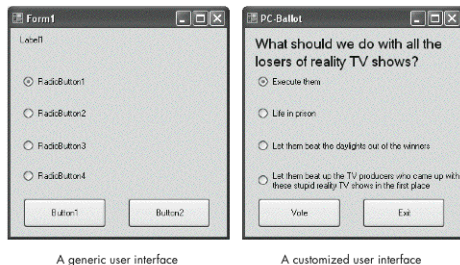 Form1
Label1
RadioButton1
RadioButton2
RadioButton3
RadioButton4
Button1 Button2
A generic user interface
PC-Ballot
What should we do with all the
losers of reality TV shows?
Execute them
Life in prison
Let them beat the daylights out of the winners
Let them beat up the TV producers who came up with
these stupid reality TV shows in the first place
Vote Exit
A customized user interface